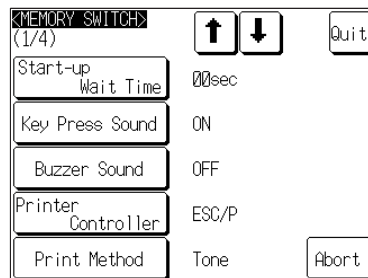 <MEMORY SWITCH>
(1/4)
Quit
Start-up
Wait Time
00sec
Key Press Sound
ON
Buzzer Sound
OFF
Printer
Controller
ESC/P
Print Method
Tone
Abort